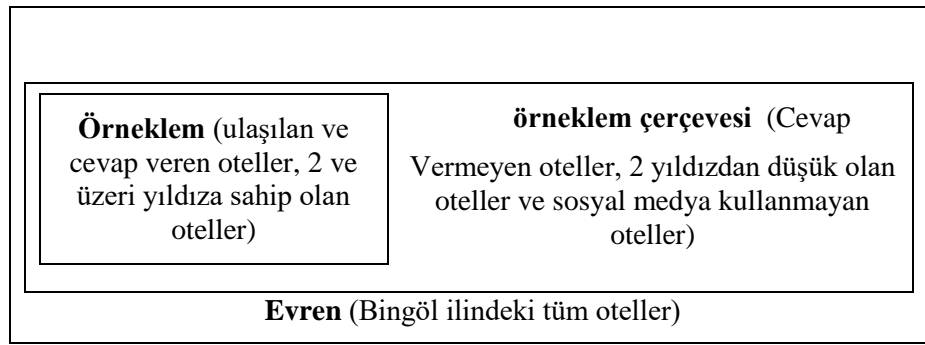 Örneklem (ulaşılan ve
cevap veren oteller, 2 ve
üzeri yıldıza sahip olan
oteller)
örneklem çerçevesi (Cevap
Vermeyen oteller, 2 yıldızdan düşük olan
oteller ve sosyal medya kullanmayan
oteller)
Evren (Bingöl ilindeki tüm oteller)